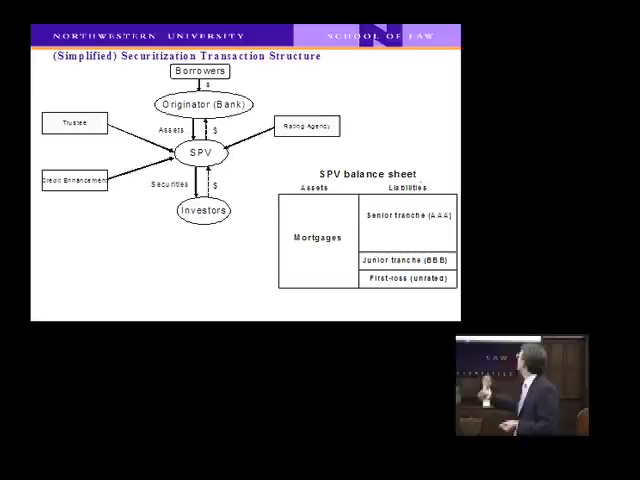 NORTHWESTERN UNIVERSITY
SCHOOL OF LAW
(Simplified) Securitization Transaction Structure
Borrowers
$
Originator (Bank)
Trustee
Assets
$
Rating Agency
SPV
Credit Enhancement
Securities
$
Investors
SPV balance sheet
Assets
Liabilities
Senior tranche (AAA)
Mortgages
Junior tranche (BBB)
First-loss (unrated)
LAW